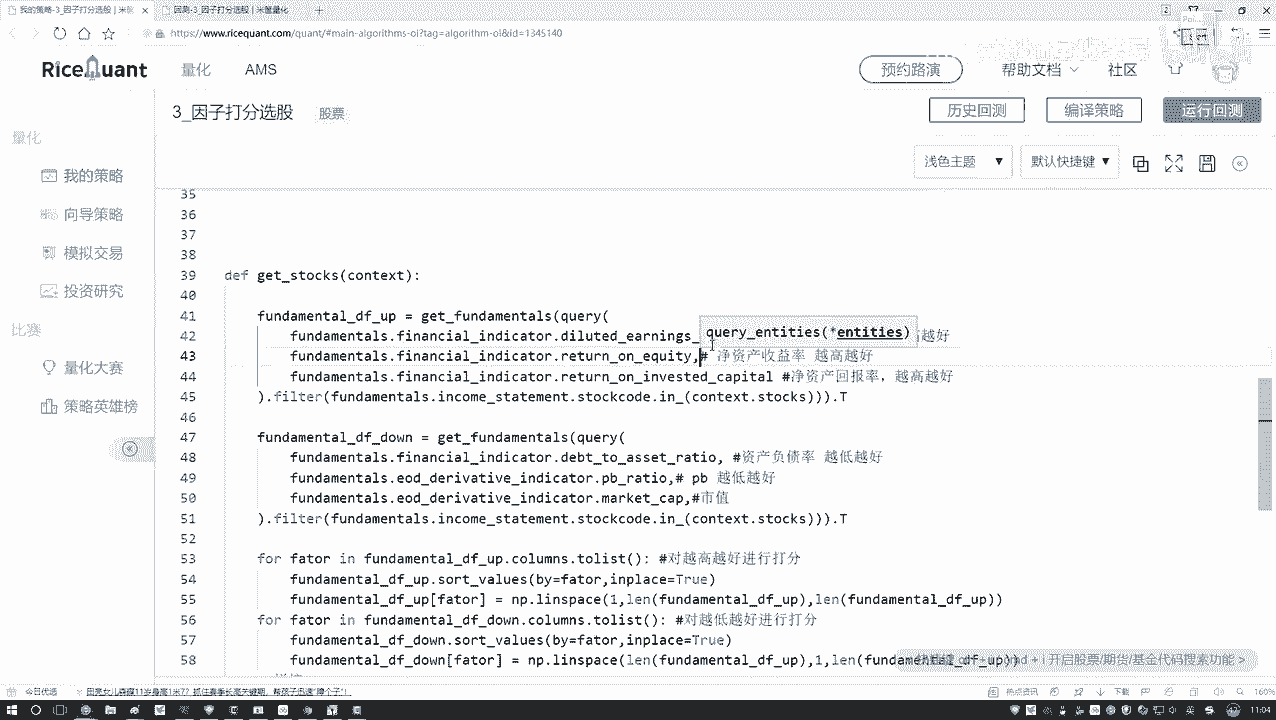 我的策略-3_因子打分选股 | 米筐
回测-3_因子打分选股 | 米筐量化
https://www.ricequant.com/quant/#main-algorithms-oi?tag=algorithm-oi&id=1345140
RiceQuant 量化 AMS 预约路演 帮助文档 社区
3_因子打分选股 股票 历史回测 编译策略 运行回测
浅色主题 默认快捷键
量化
我的策略
向导策略
模拟交易
投资研究
比赛
量化大赛
策略英雄榜
35
36
37
38
39 def get_stocks(context):
40
41 fundamental_df_up = get_fundamentals(query(
42 fundamentals.financial_indicator.diluted_earnings_ 越好
query_entities(*entities)
43 fundamentals.financial_indicator.return_on_equity,# 净资产收益率 越高越好
44 fundamentals.financial_indicator.return_on_invested_capital #净资产回报率，越高越好
45 ).filter(fundamentals.income_statement.stockcode.in_(context.stocks))).T
46
47 fundamental_df_down = get_fundamentals(query(
48 fundamentals.financial_indicator.debt_to_asset_ratio, #资产负债率 越低越好
49 fundamentals.eod_derivative_indicator.pb_ratio,# pb 越低越好
50 fundamentals.eod_derivative_indicator.market_cap,#市值
51 ).filter(fundamentals.income_statement.stockcode.in_(context.stocks))).T
52
53 for fator in fundamental_df_up.columns.tolist(): #对越高越好进行打分
54 fundamental_df_up.sort_values(by=fator,inplace=True)
55 fundamental_df_up[fator] = np.linspace(1,len(fundamental_df_up),len(fundamental_df_up))
56 for fator in fundamental_df_down.columns.tolist(): #对越低越好进行打分
57 fundamental_df_down.sort_values(by=fator,inplace=True)
58 fundamental_df_down[fator] = np.linspace(len(fundamental_df_up),1,len(fundamental_df_up))
+ i 开启股票/期货/基金代码搜索功能 >
今日优选
热点资讯 下载 160%
11:04